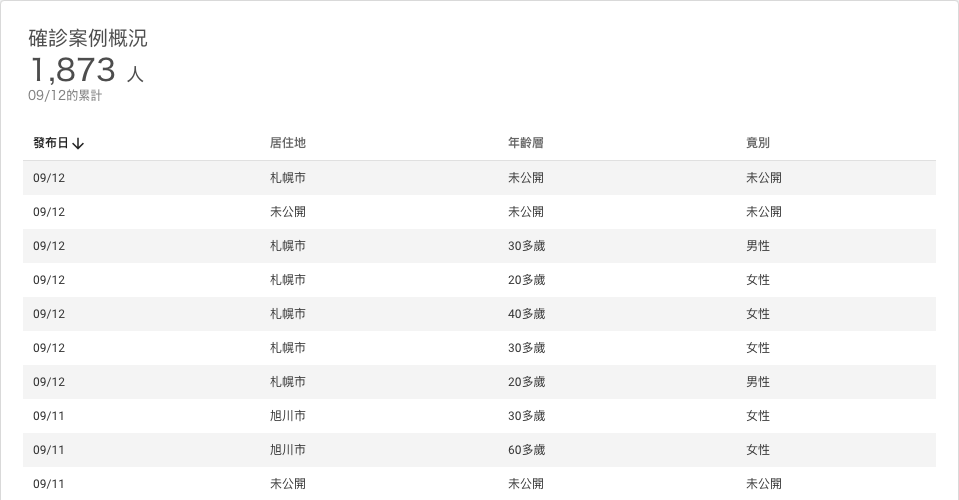 確診案例概況
1,873 人
09/12的累計
發布日↓ 居住地 年齡層 竟別
09/12 札幌市 未公開 未公開
09/12 未公開 未公開 未公開
09/12 札幌市 30多歲 男性
09/12 札幌市 20多歲 女性
09/12 札幌市 40多歲 女性
09/12 札幌市 30多歲 女性
09/12 札幌市 20多歲 男性
09/11 旭川市 30多歲 女性
09/11 旭川市 60多歲 女性
09/11 未公開 未公開 未公開